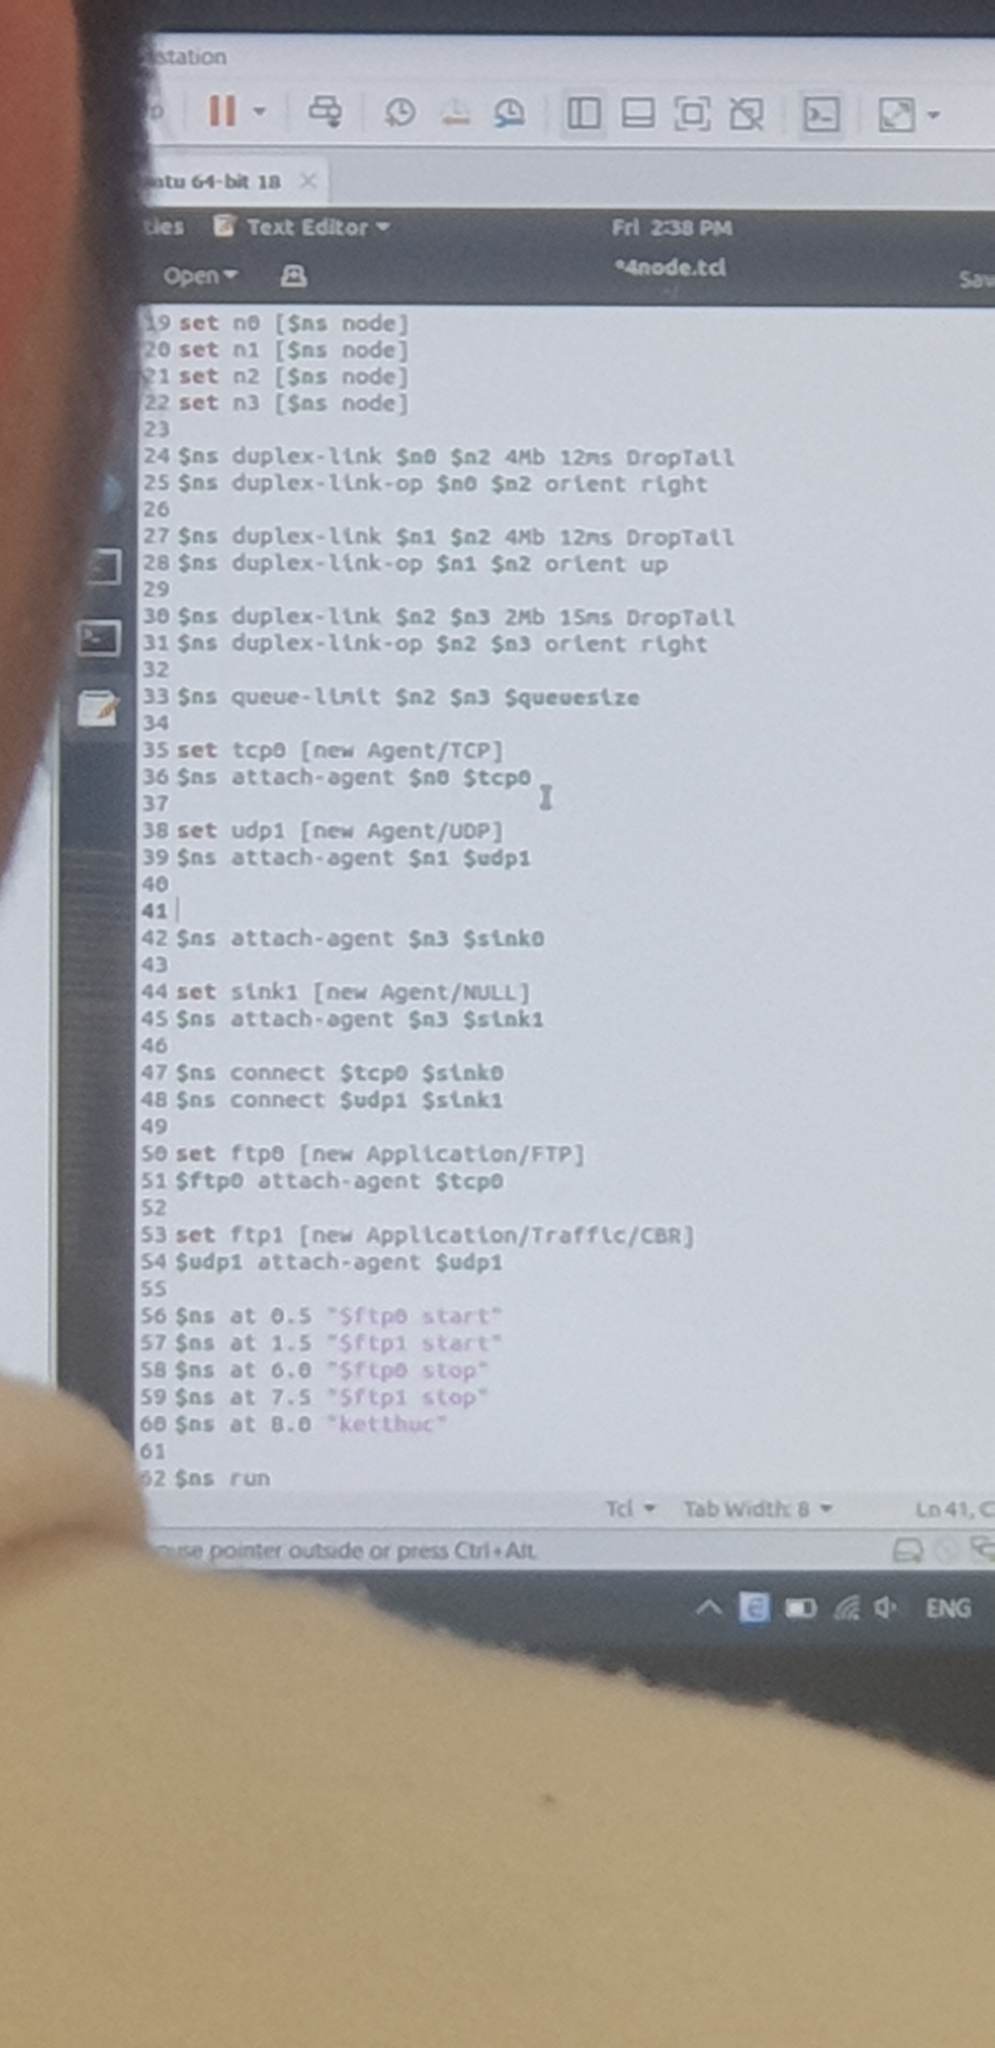 station
ntu 64-bit 18
ties Text Editor Fri 2:38 PM
Open *4node.tcl Sav
19 set n0 [$ns node]
20 set n1 [$ns node]
21 set n2 [$ns node]
22 set n3 [$ns node]
23
24 $ns duplex-link $n0 $n2 4Mb 12ms DropTail
25 $ns duplex-link-op $n0 $n2 orient right
26
27 $ns duplex-link $n1 $n2 4Mb 12ms DropTail
28 $ns duplex-link-op $n1 $n2 orient up
29
30 $ns duplex-link $n2 $n3 2Mb 15ms DropTail
31 $ns duplex-link-op $n2 $n3 orient right
32
33 $ns queue-limit $n2 $n3 $queuesize
34
35 set tcp0 [new Agent/TCP]
36 $ns attach-agent $n0 $tcp0
37
38 set udp1 [new Agent/UDP]
39 $ns attach-agent $n1 $udp1
40
41
42 $ns attach-agent $n3 $sink0
43
44 set sink1 [new Agent/NULL]
45 $ns attach-agent $n3 $sink1
46
47 $ns connect $tcp0 $sink0
48 $ns connect $udp1 $sink1
49
50 set ftp0 [new Application/FTP]
51 $ftp0 attach-agent $tcp0
52
53 set ftp1 [new Application/Traffic/CBR]
54 $udp1 attach-agent $udp1
55
56 $ns at 0.5 "$ftp0 start"
57 $ns at 1.5 "$ftp1 start"
58 $ns at 6.0 "$ftp0 stop"
59 $ns at 7.5 "$ftp1 stop"
60 $ns at 8.0 "ketthuc"
61
62 $ns run
Tcl Tab Width: 8 Ln 41, C
use pointer outside or press Ctrl+Alt.
ENG